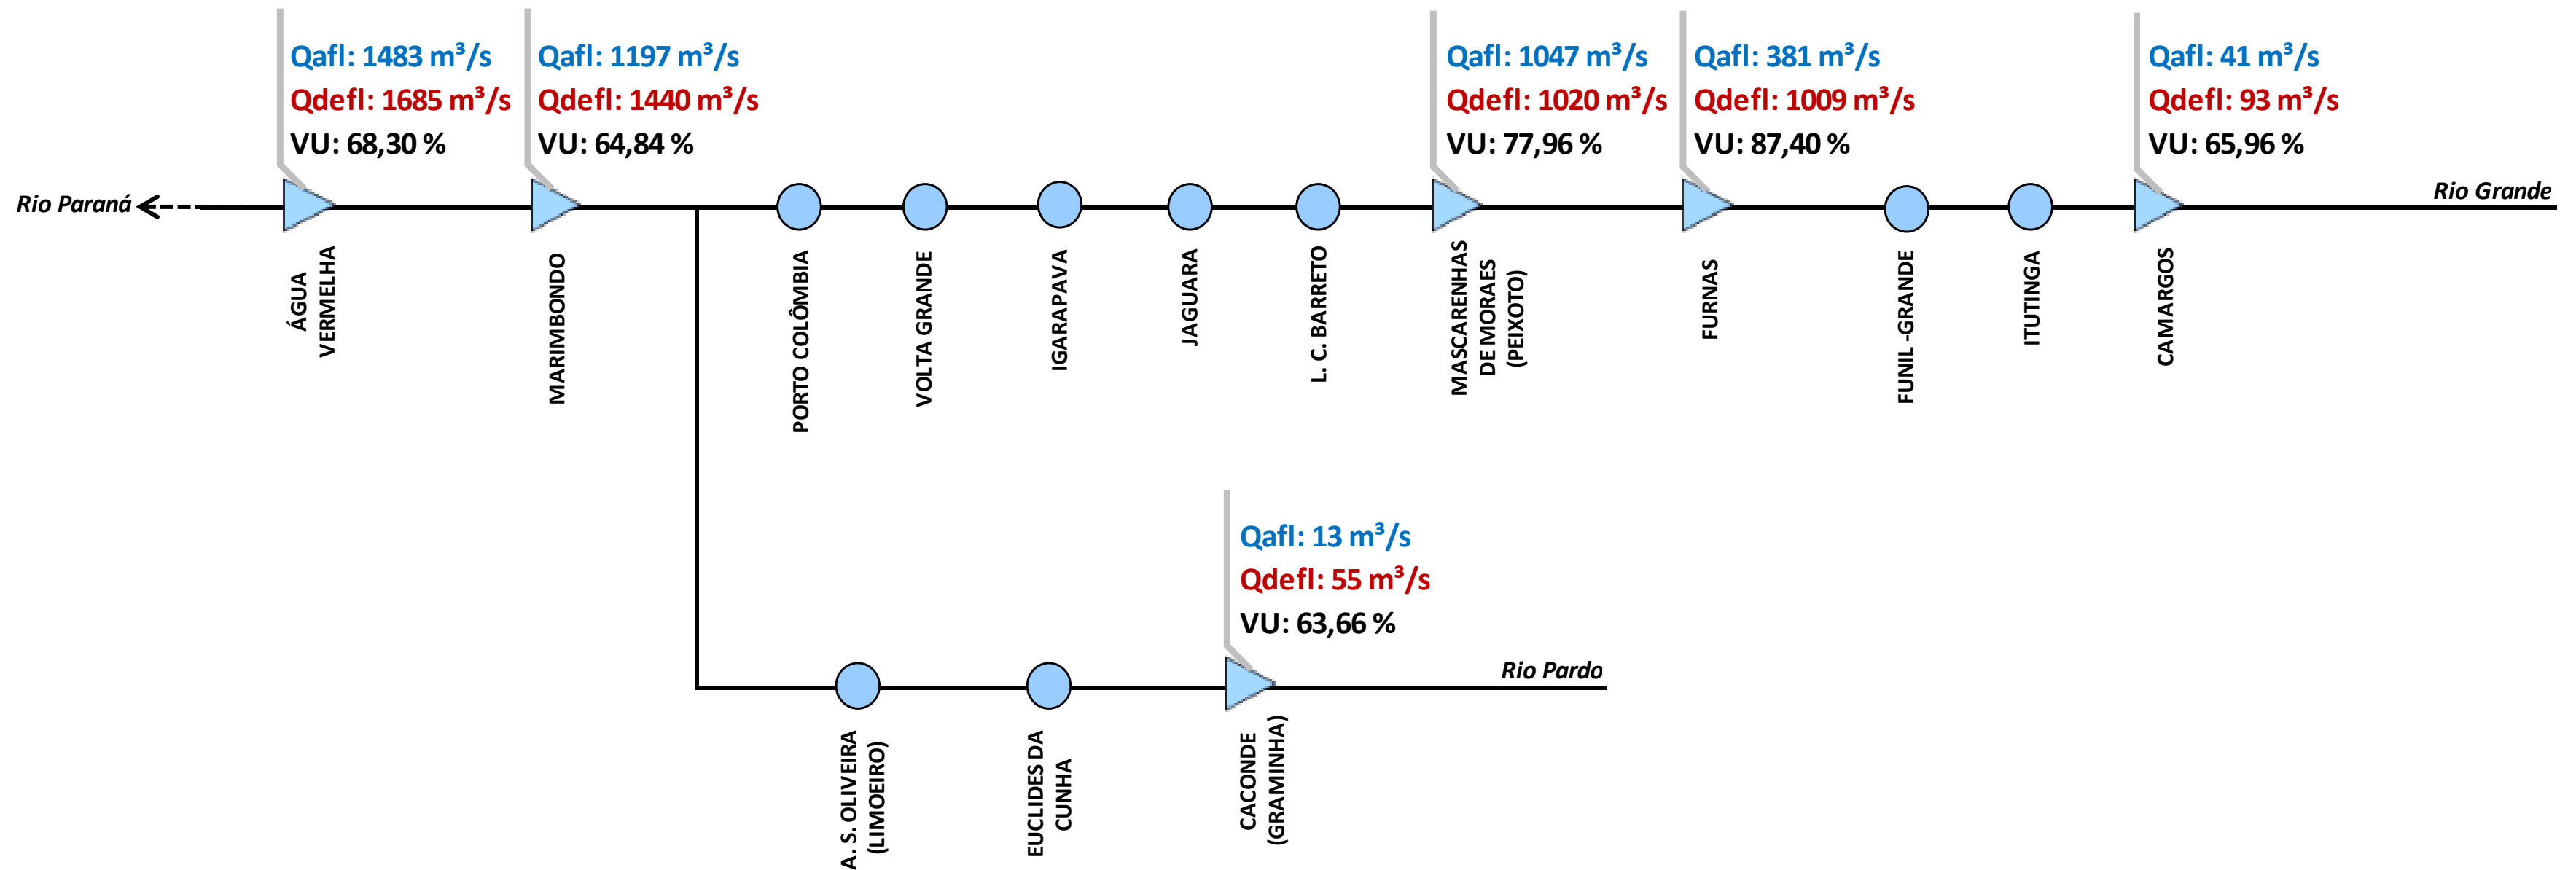 Qafl: 1483 m³/s
Qdefl: 1685 m³/s
VU: 68,30 %
Qafl: 1197 m³/s
Qdefl: 1440 m³/s
VU: 64,84 %
Qafl: 1047 m³/s
Qdefl: 1020 m³/s
VU: 77,96 %
Qafl: 381 m³/s
Qdefl: 1009 m³/s
VU: 87,40 %
Qafl: 41 m³/s
Qdefl: 93 m³/s
VU: 65,96 %
Rio Paraná
Rio Grande
ÁGUA
VERMELHA
MARIMBONDO
PORTO COLÔMBIA
VOLTA GRANDE
IGARAPAVA
JAGUARA
L. C. BARRETO
MASCARENHAS
DE MORAES
(PEIXOTO)
FURNAS
FUNIL -GRANDE
ITUTINGA
CAMARGOS
Qafl: 13 m³/s
Qdefl: 55 m³/s
VU: 63,66 %
Rio Pardo
A. S. OLIVEIRA
(LIMOEIRO)
EUCLIDES DA
CUNHA
CACONDE
(GRAMINHA)